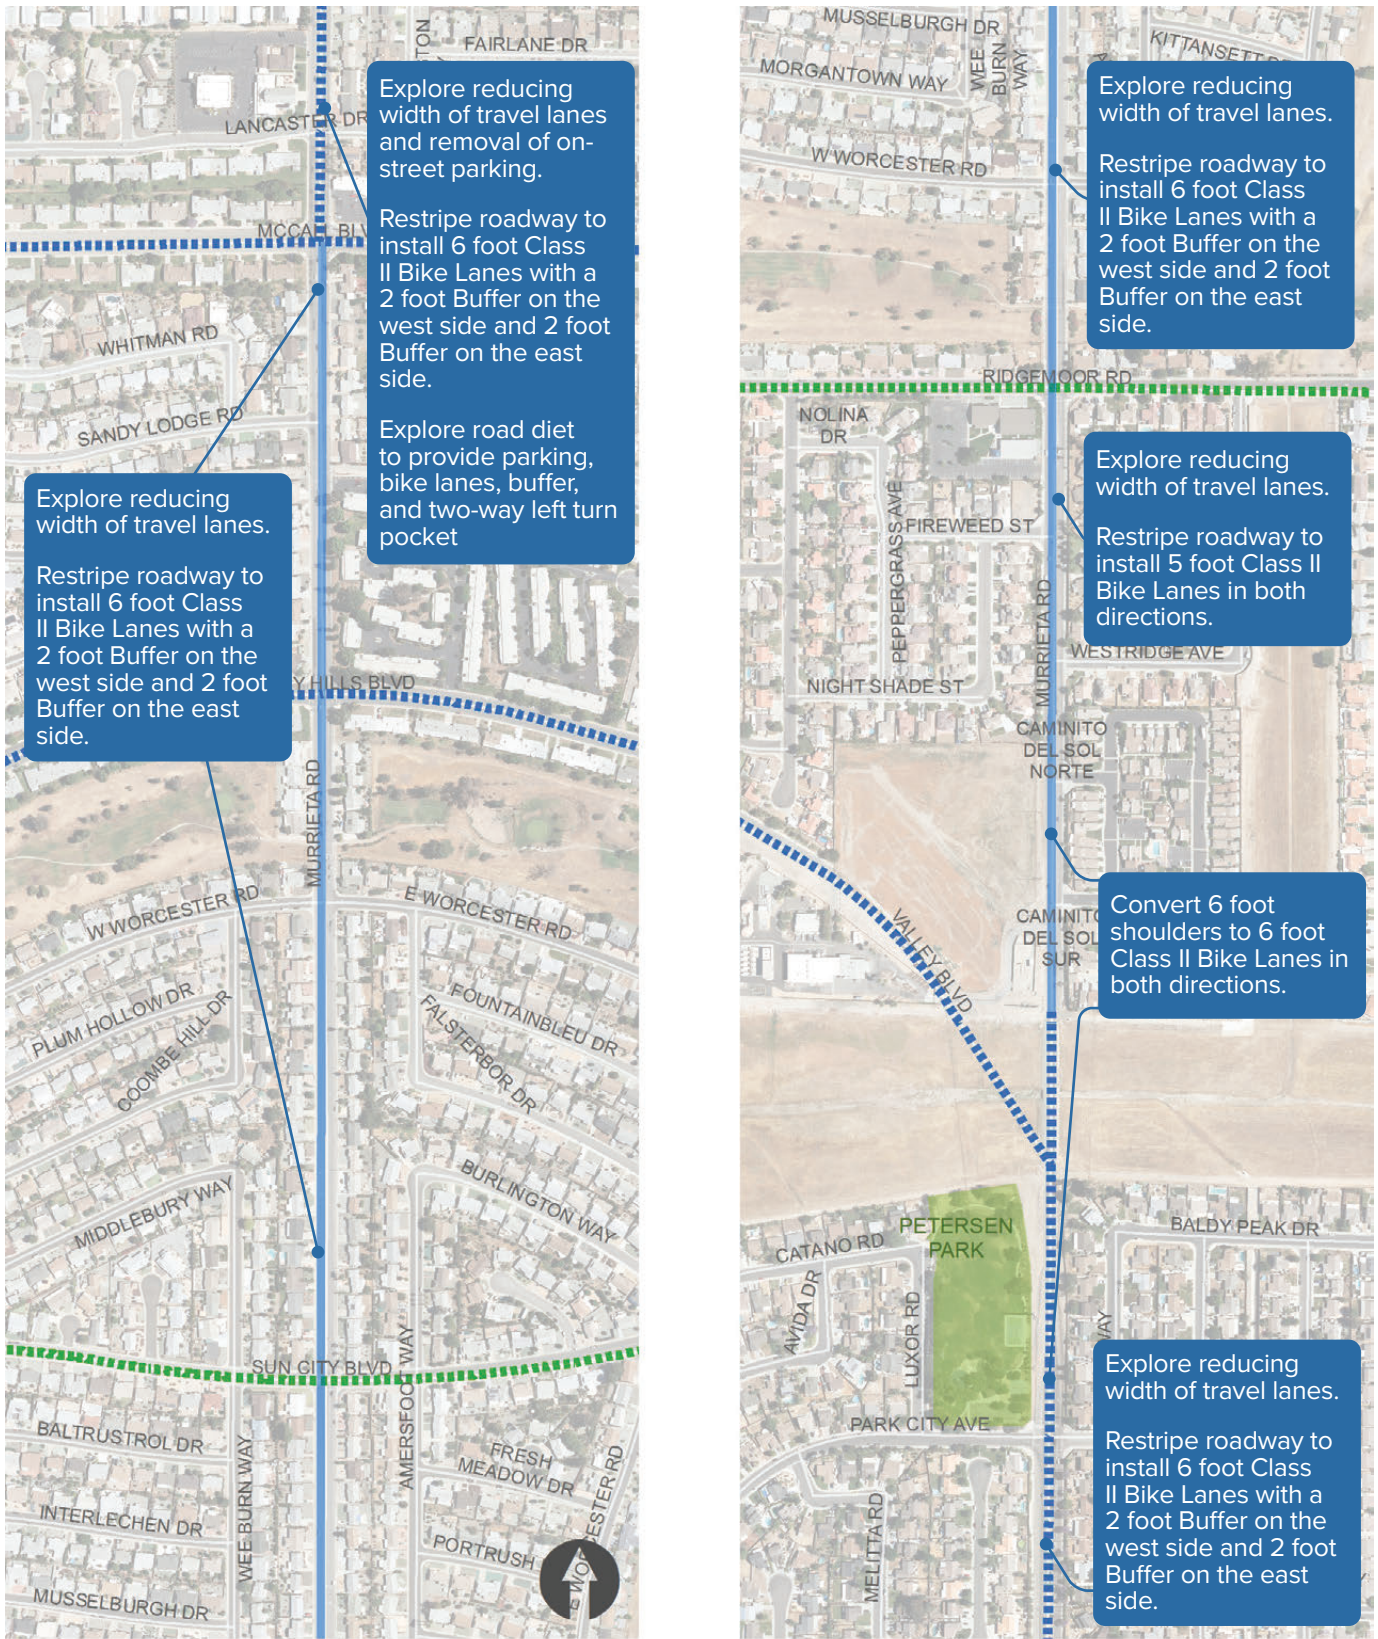 FAIRLANE DR
LANCASTER DR
Explore reducing
width of travel lanes
and removal of on-
street parking.
Restripe roadway to
install 6 foot Class
II Bike Lanes with a
2 foot Buffer on the
west side and 2 foot
Buffer on the east
side.
Explore road diet
to provide parking,
bike lanes, buffer,
and two-way left turn
pocket
WHITMAN RD
SANDY LODGE RD
Explore reducing
width of travel lanes.
Restripe roadway to
install 6 foot Class
II Bike Lanes with a
2 foot Buffer on the
west side and 2 foot
Buffer on the east
side.
Y HILLS BLVD
MURRIETA RD
W WORCESTER RD
E WORCESTER RD
PLUM HOLLOW DR
COOMBE HILL DR
FOUNTAINBLEU DR
FALSTERBOR DR
MIDDLEBURY WAY
BURLINGTON WAY
SUN CITY BLVD
AMERSFOOT WAY
BALTRUSTROL DR
WEE BURN WAY
FRESH
MEADOW DR
INTERLECHEN DR
PORTRUSH
MUSSELBURGH DR
MUSSELBURGH DR
WEE
BURN
WAY
KITTANSETT
MORGANTOWN WAY
W WORCESTER RD
Explore reducing
width of travel lanes.
Restripe roadway to
install 6 foot Class
II Bike Lanes with a
2 foot Buffer on the
west side and 2 foot
Buffer on the east
side.
RIDGEMOOR RD
NOLINA
DR
PEPPERGRASS AVE
FIREWEED ST
Explore reducing
width of travel lanes.
Restripe roadway to
install 5 foot Class II
Bike Lanes in both
directions.
MURRIETA RD
WESTRIDGE AVE
NIGHT SHADE ST
CAMINITO
DEL SOL
NORTE
VALLEY BLVD
CAMINITO
DEL SOL
SUR
Convert 6 foot
shoulders to 6 foot
Class II Bike Lanes in
both directions.
PETERSEN
PARK
CATANO RD
AVIDA DR
LUXOR RD
BALDY PEAK DR
PARK CITY AVE
MELITTA RD
Explore reducing
width of travel lanes.
Restripe roadway to
install 6 foot Class
II Bike Lanes with a
2 foot Buffer on the
west side and 2 foot
Buffer on the east
side.